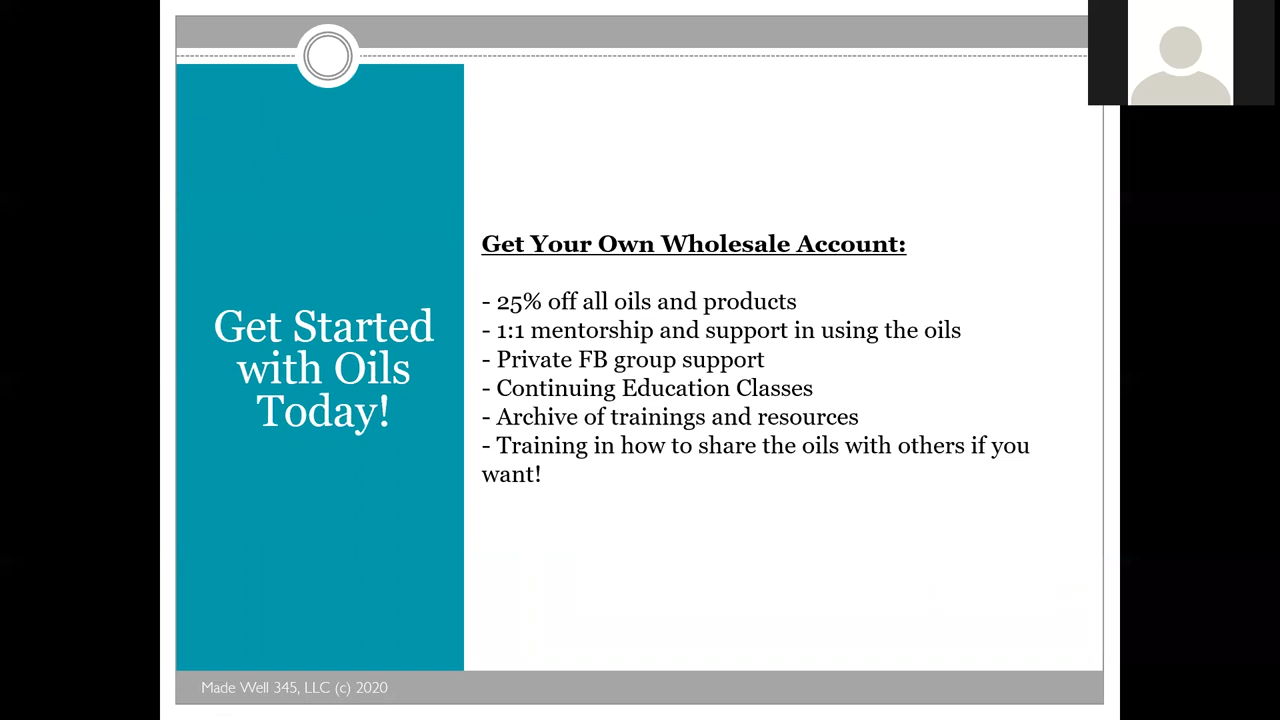 Get Started
with Oils
Today!
Get Your Own Wholesale Account:
- 25% off all oils and products
- 1:1 mentorship and support in using the oils
- Private FB group support
- Continuing Education Classes
- Archive of trainings and resources
- Training in how to share the oils with others if you
want!
Made Well 345, LLC (c) 2020